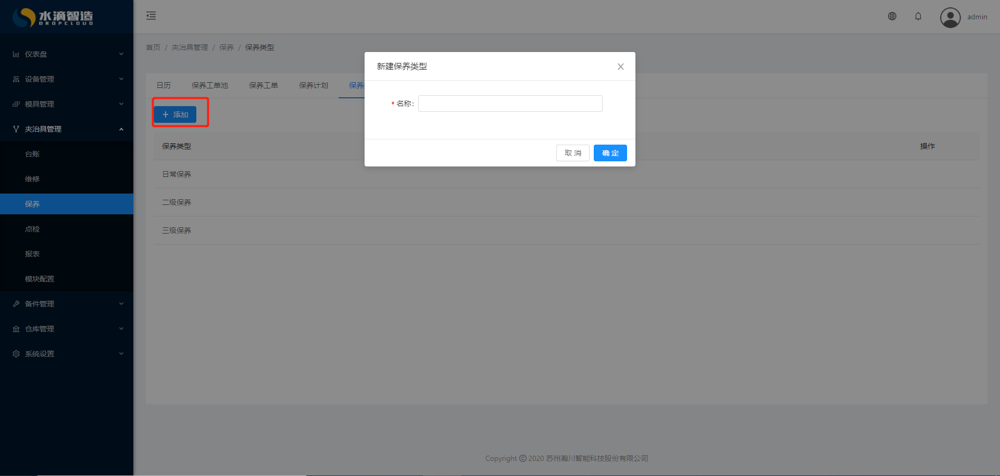 水滴智造
DROPCLOUD
admin
仪表盘
设备管理
模具管理
夹治具管理
台账
维修
保养
点检
报表
模块配置
备件管理
仓库管理
系统设置
首页 / 夹治具管理 / 保养 / 保养类型
日历 保养工单池 保养工单 保养计划 保养
添加
保养类型 操作
日常保养
二级保养
三级保养
新建保养类型
* 名称:
取 消 确 定
Copyright © 2020 苏州瀚川智能科技股份有限公司